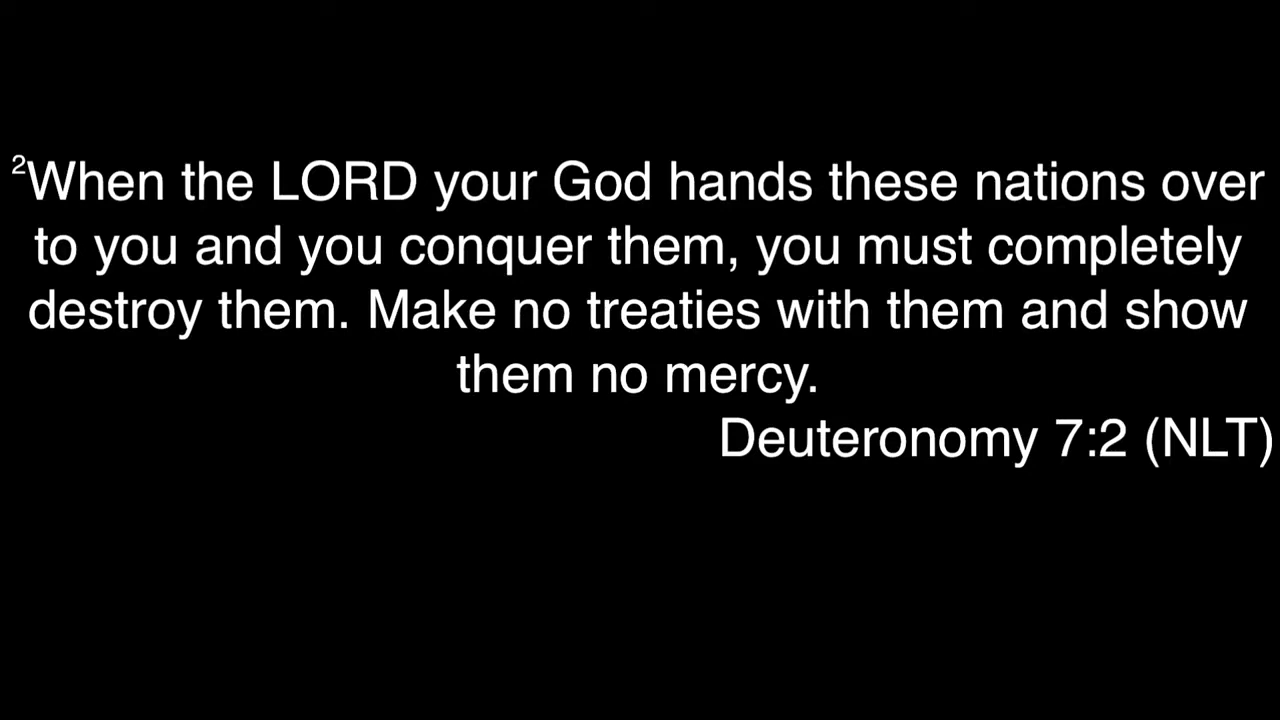 ²When the LORD your God hands these nations over
to you and you conquer them, you must completely
destroy them. Make no treaties with them and show
them no mercy.
Deuteronomy 7:2 (NLT)